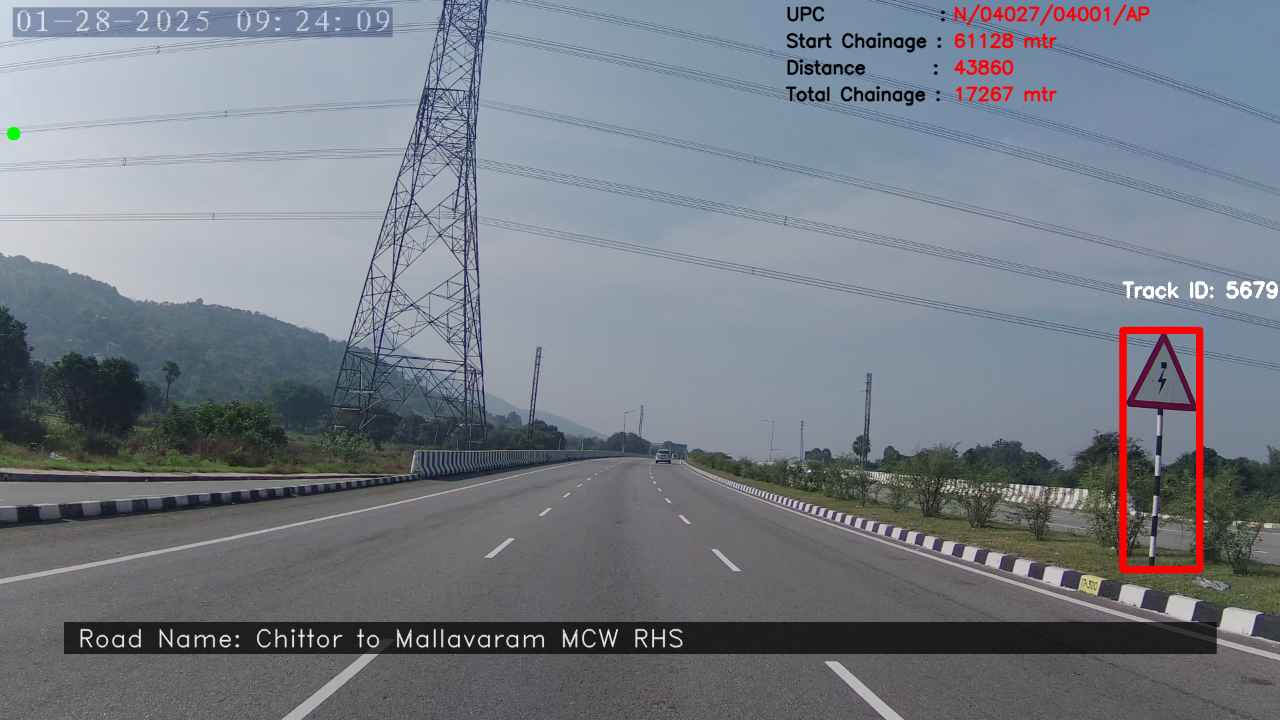 01-28-2025 09:24:09
UPC : N/04027/04001/AP
Start Chainage : 61128 mtr
Distance : 43860
Total Chainage : 17267 mtr
Track ID: 5679
Road Name: Chittor to Mallavaram MCW RHS